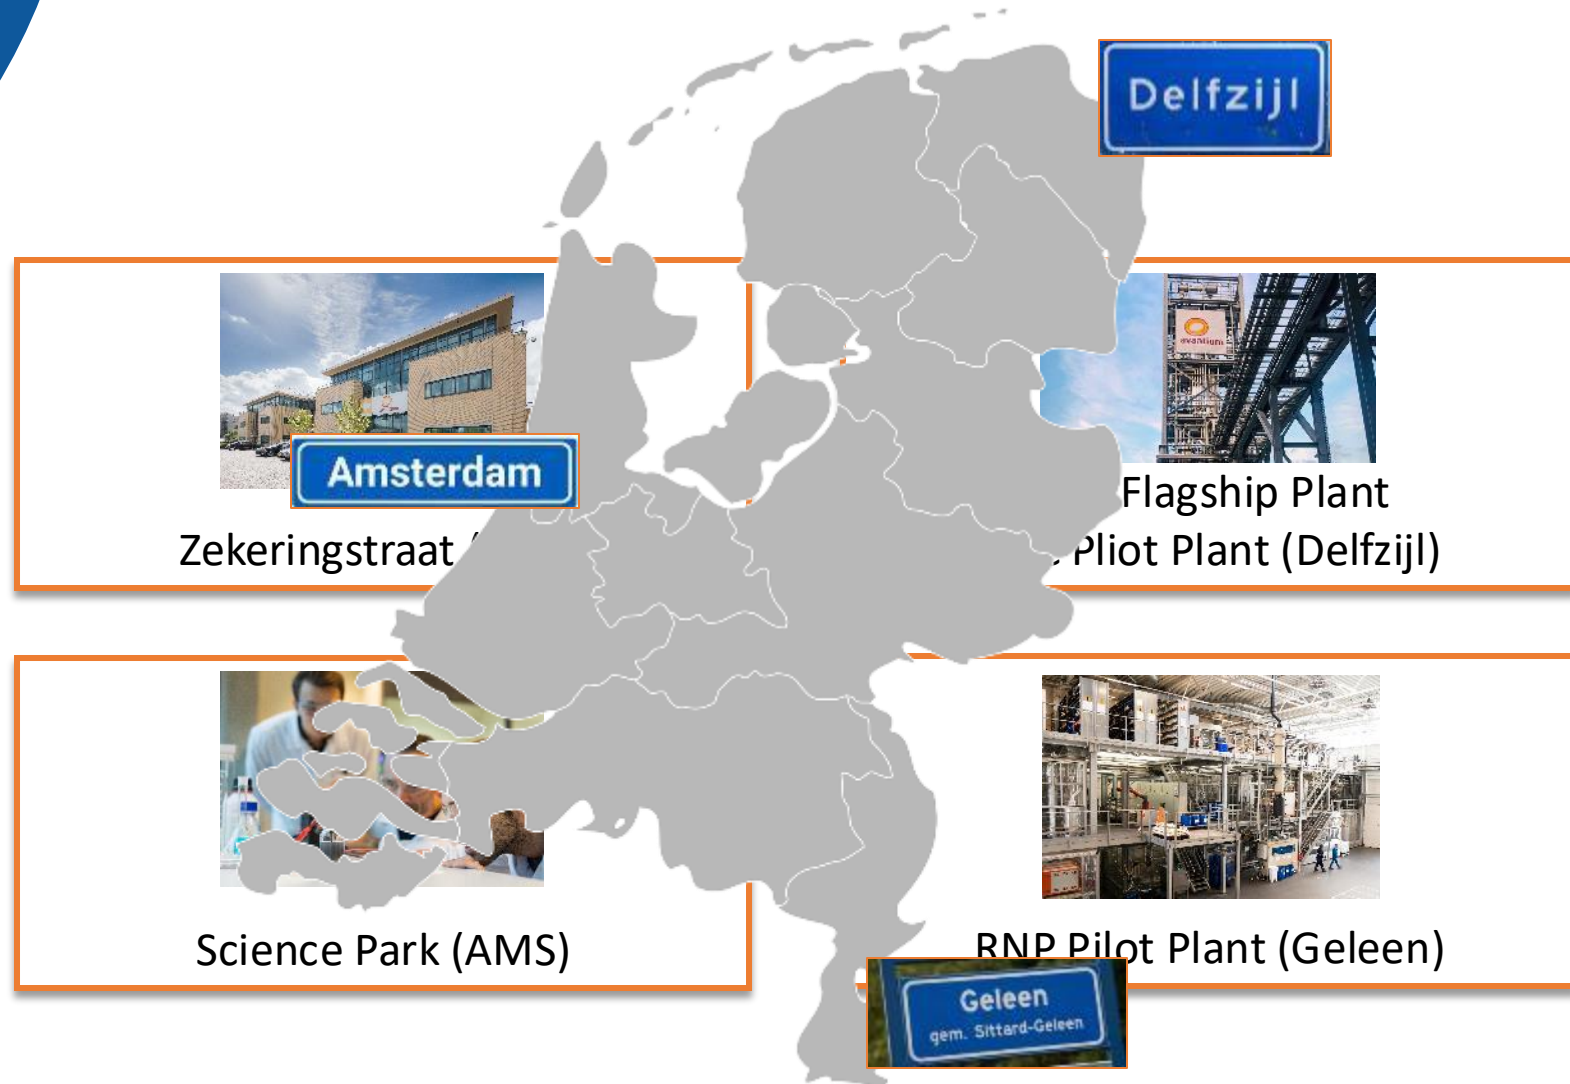 Delfzijl
avantium
Amsterdam
Zekeringstraat (
Flagship Plant
Pliot Plant (Delfzijl)
Science Park (AMS)
RNP Pilot Plant (Geleen)
Geleen
gem. Sittard-Geleen